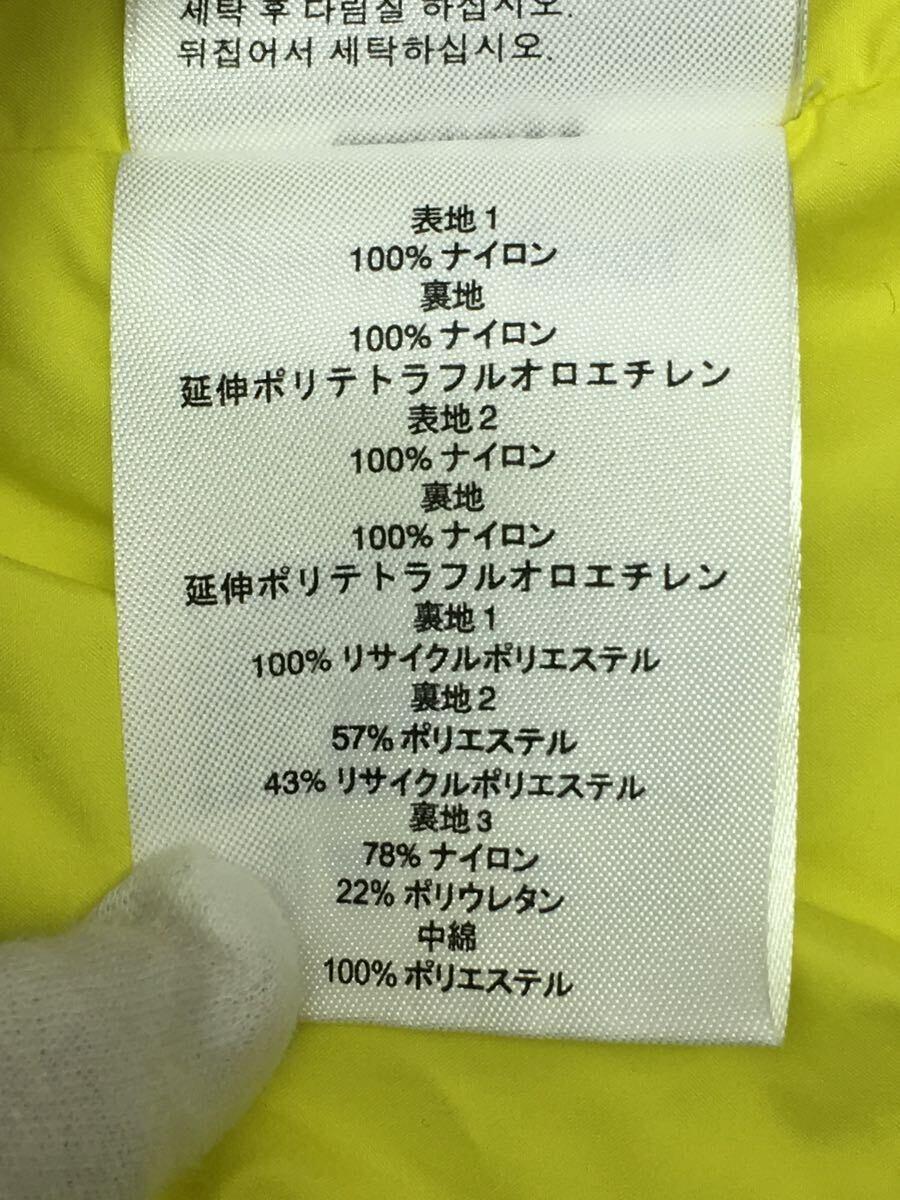 세탁 후 다림질 하십시오.
뒤집어서 세탁하십시오.
表地1
100% ナイロン
裏地
100% ナイロン
延伸ポリテトラフルオロエチレン
表地2
100% ナイロン
裏地
100% ナイロン
延伸ポリテトラフルオロエチレン
裏地1
100% リサイクルポリエステル
裏地2
57% ポリエステル
43% リサイクルポリエステル
裏地3
78% ナイロン
22% ポリウレタン
中綿
100% ポリエステル